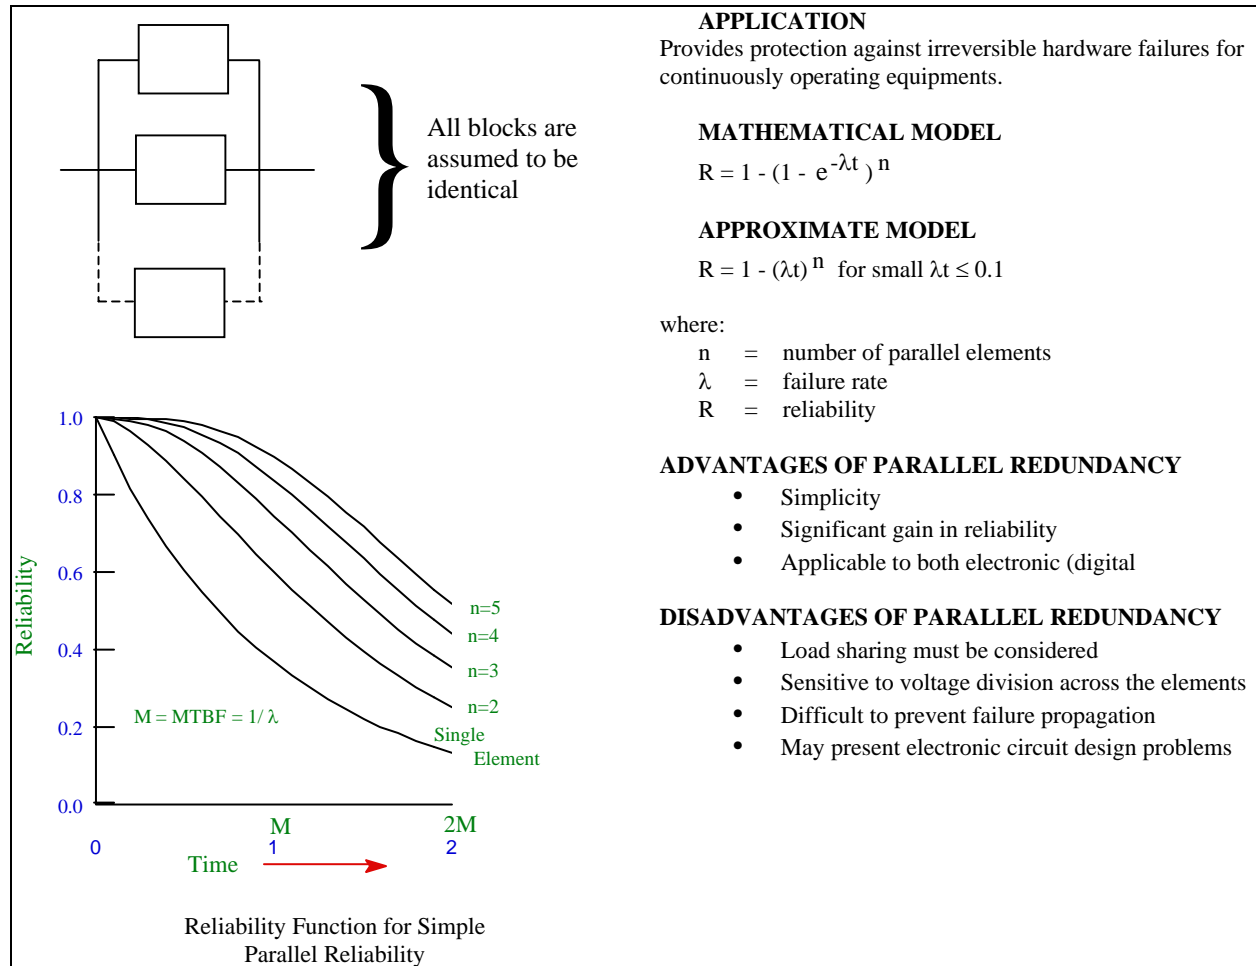 All blocks are
assumed to be
identical
1.0
0.8
0.6
0.4
0.2
0.0
Reliability
n=5
n=4
n=3
n=2
Single
Element
M = MTBF = 1/ λ
M
2M
0
1
2
Time
Reliability Function for Simple
Parallel Reliability
APPLICATION
Provides protection against irreversible hardware failures for
continuously operating equipments.
MATHEMATICAL MODEL
R = 1 - (1 - e^-λt )^n
APPROXIMATE MODEL
R = 1 - (λt)^n for small λt ≤ 0.1
where:
n = number of parallel elements
λ = failure rate
R = reliability
ADVANTAGES OF PARALLEL REDUNDANCY
• Simplicity
• Significant gain in reliability
• Applicable to both electronic (digital
DISADVANTAGES OF PARALLEL REDUNDANCY
• Load sharing must be considered
• Sensitive to voltage division across the elements
• Difficult to prevent failure propagation
• May present electronic circuit design problems